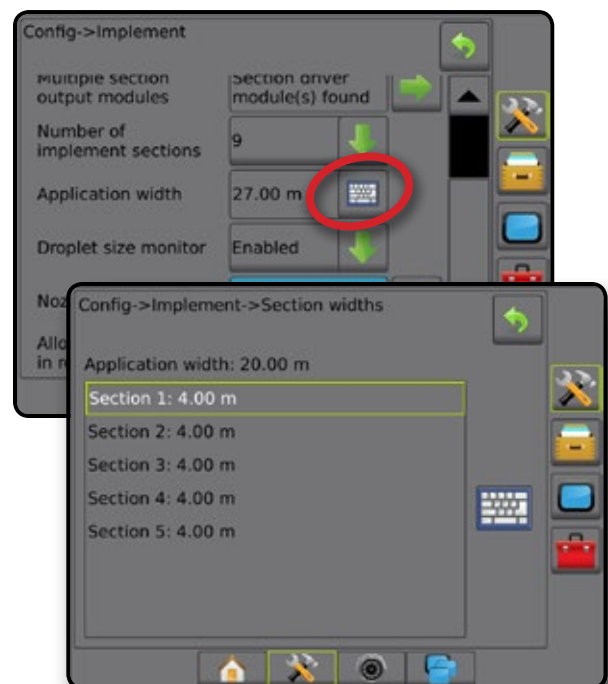 Config->Implement
Multiple section
output modules
Section driver
module(s) found
Number of
implement sections
9
Application width
27.00 m
Droplet size monitor
Enabled
Config->Implement->Section widths
Application width: 20.00 m
Section 1: 4.00 m
Section 2: 4.00 m
Section 3: 4.00 m
Section 4: 4.00 m
Section 5: 4.00 m